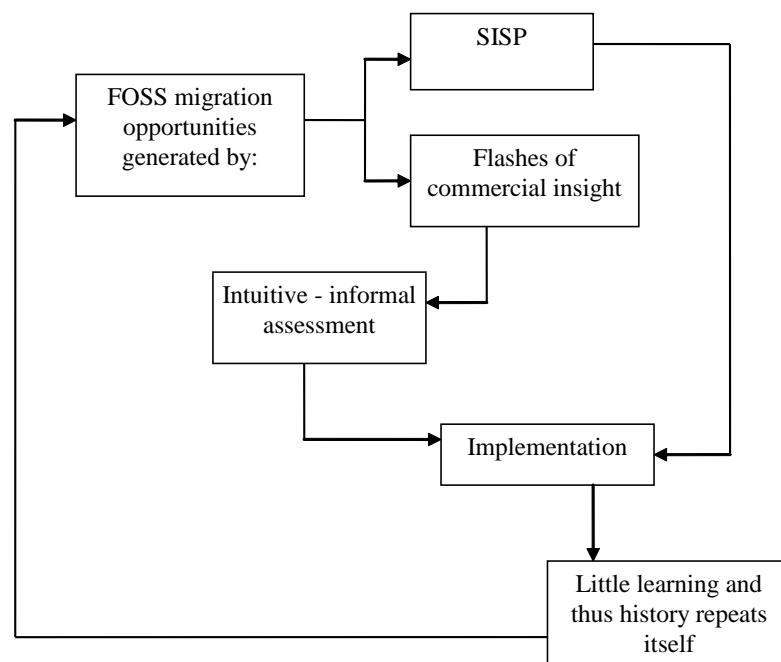 SISP
FOSS migration
opportunities
generated by:
Flashes of
commercial insight
Intuitive - informal
assessment
Implementation
Little learning and
thus history repeats
itself